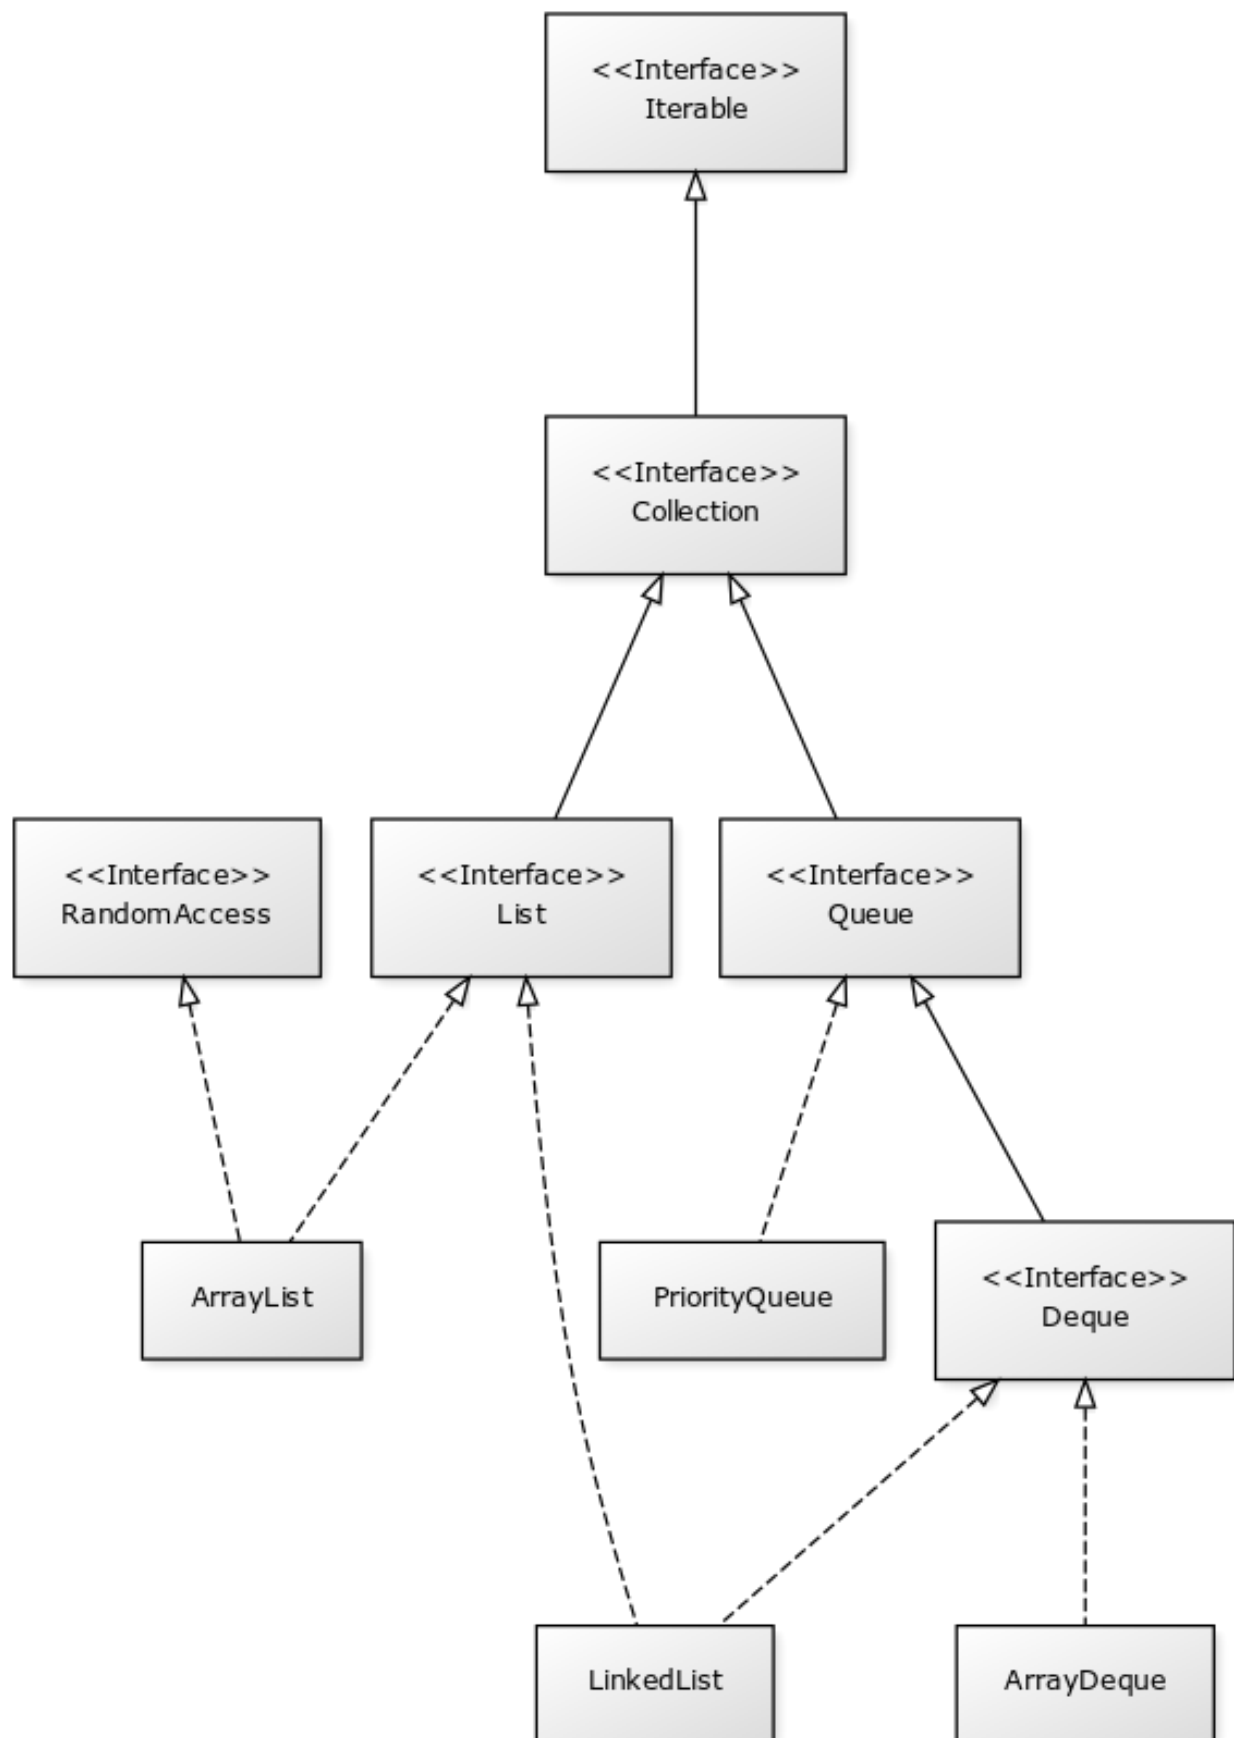 <<Interface>>
Iterable
<<Interface>>
Collection
<<Interface>>
RandomAccess
<<Interface>>
List
<<Interface>>
Queue
ArrayList
PriorityQueue
<<Interface>>
Deque
LinkedList
ArrayDeque